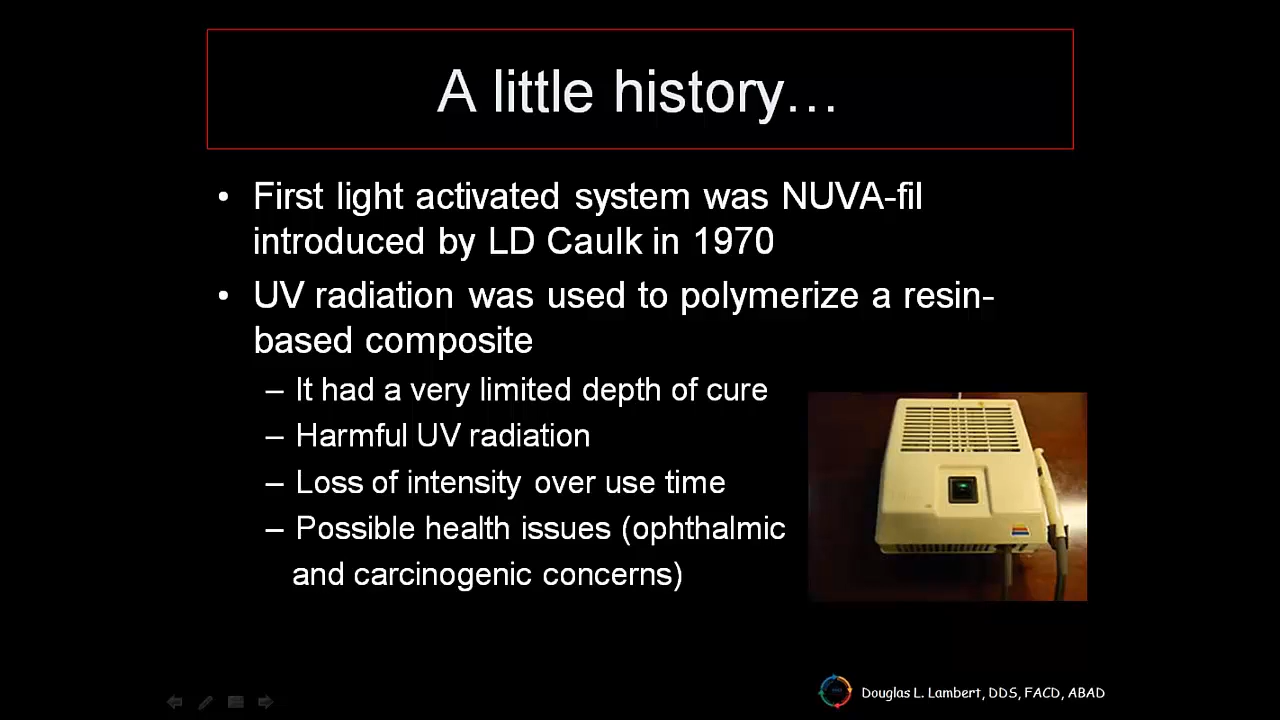 A little history…
• First light activated system was NUVA-fil
introduced by LD Caulk in 1970
• UV radiation was used to polymerize a resin-
based composite
– It had a very limited depth of cure
– Harmful UV radiation
– Loss of intensity over use time
– Possible health issues (ophthalmic
and carcinogenic concerns)
Douglas L. Lambert, DDS, FACD, ABAD